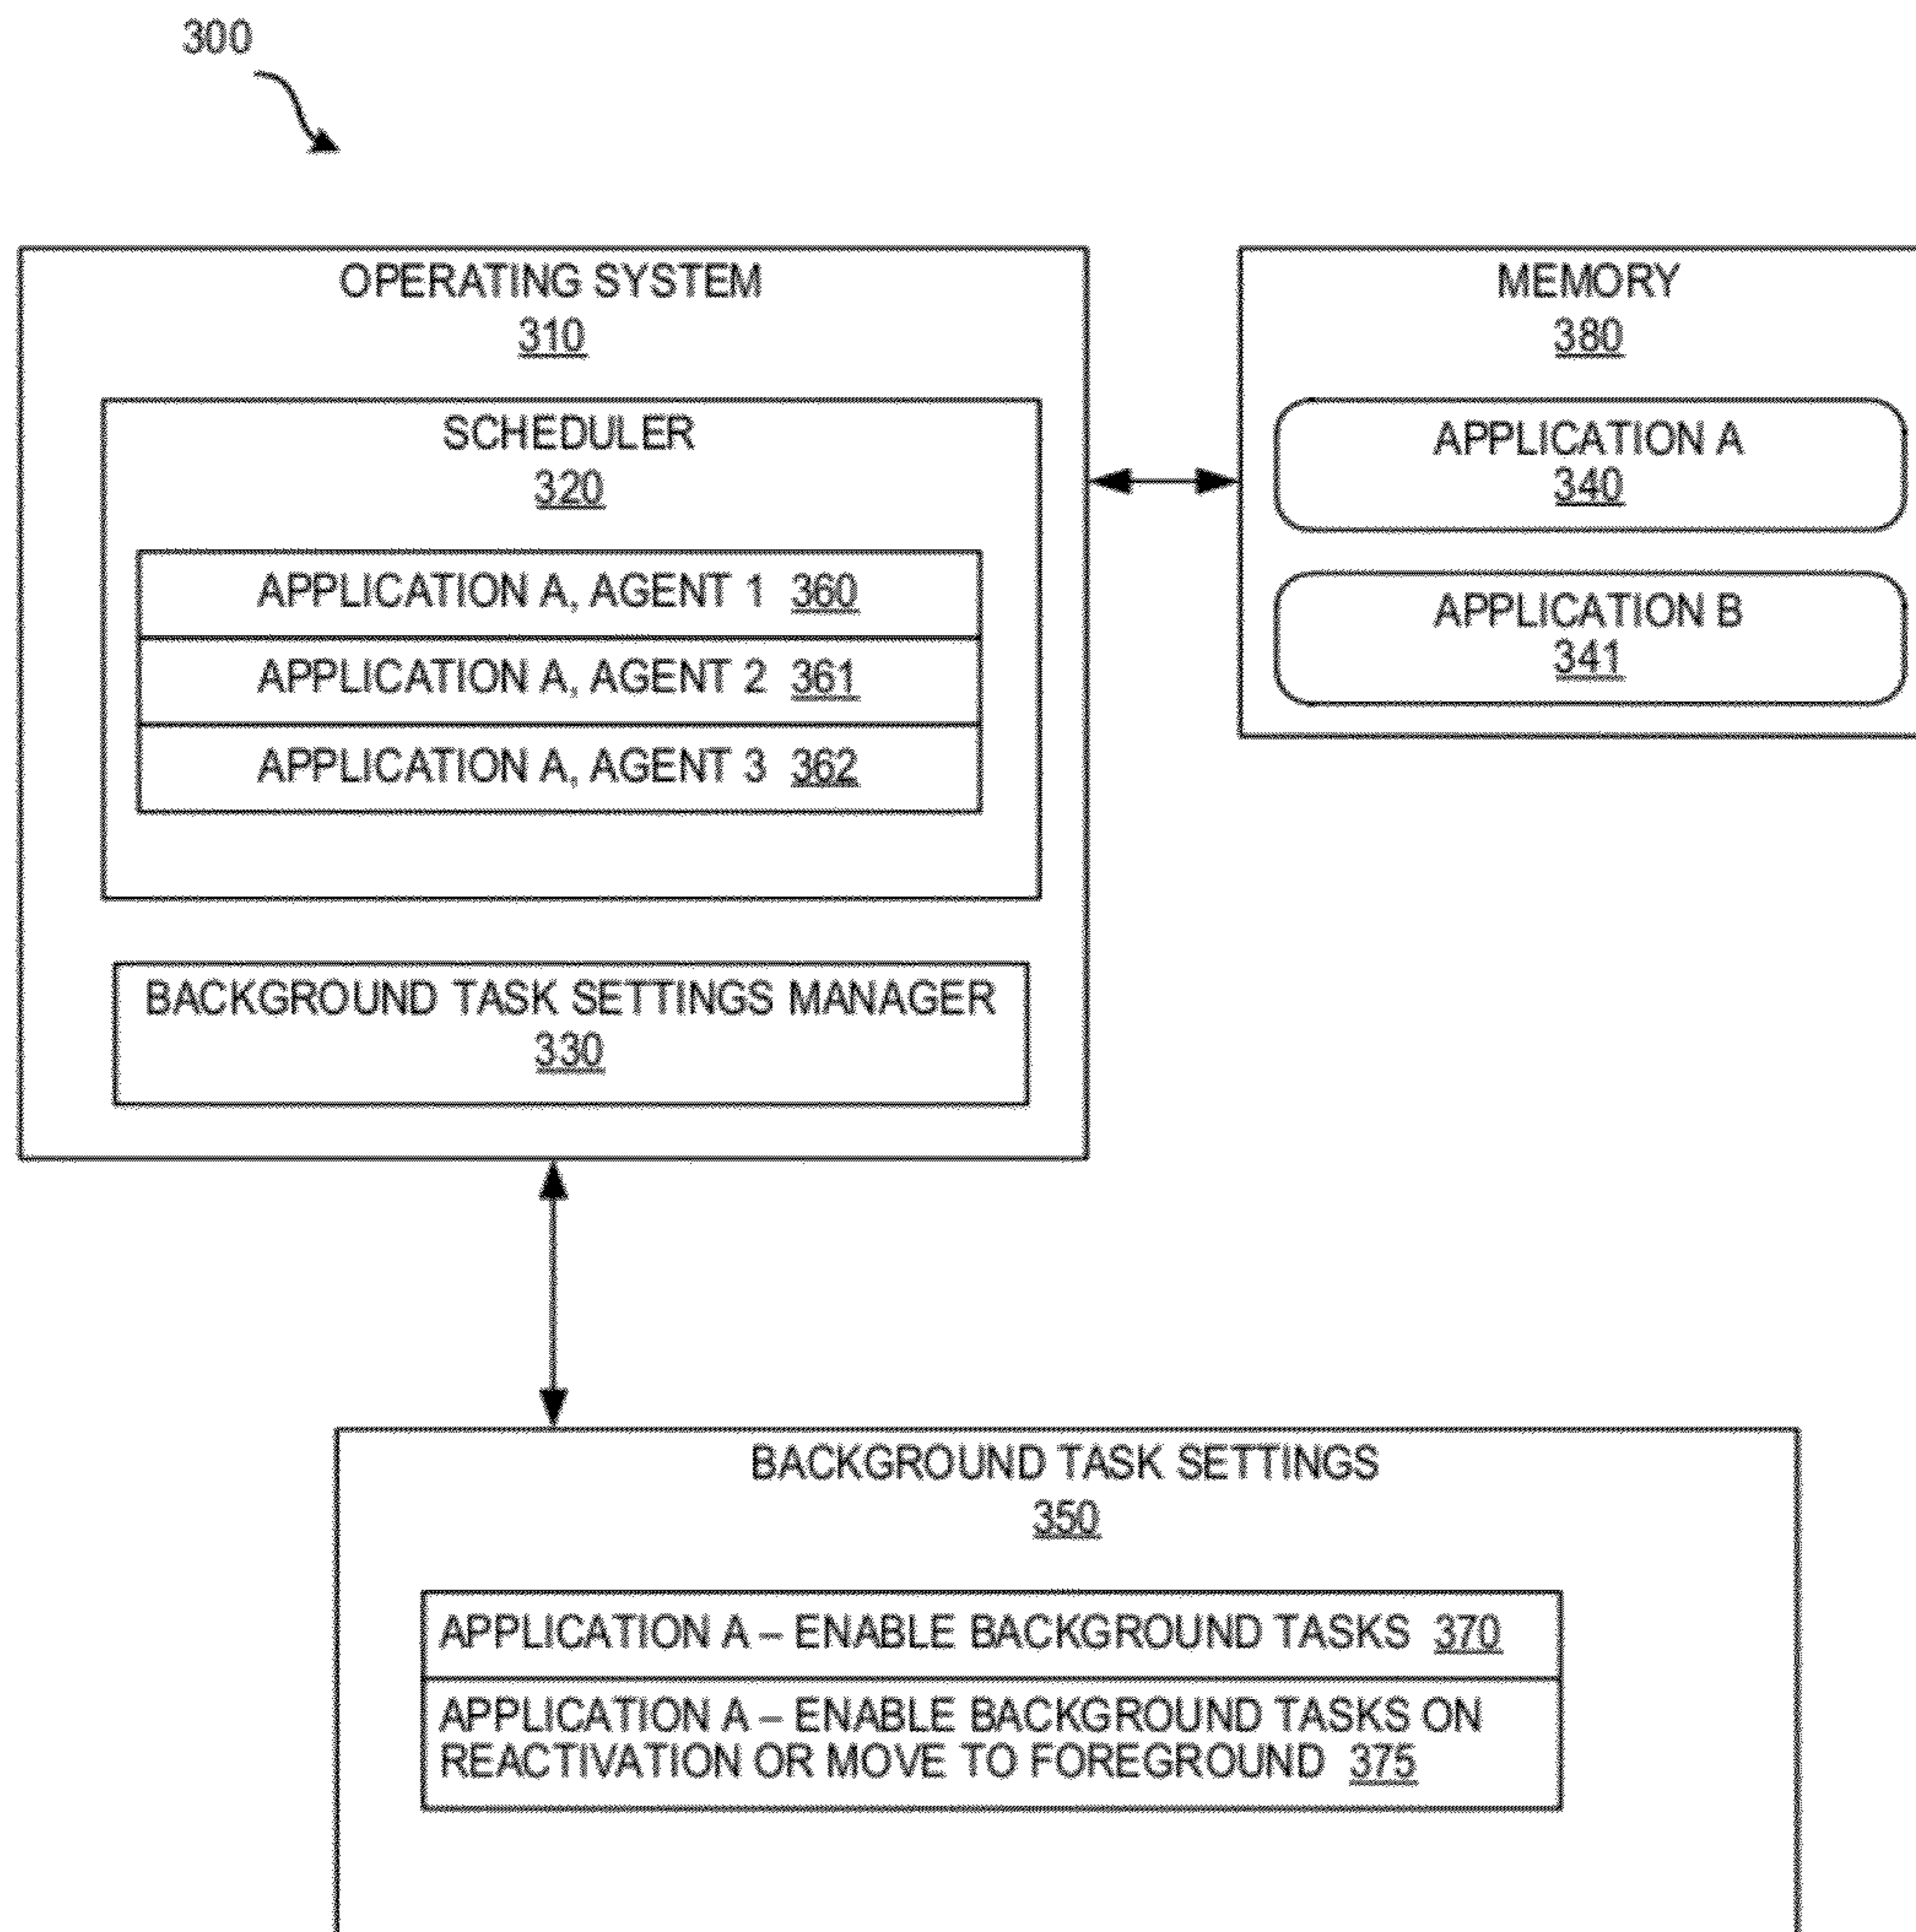 300
OPERATING SYSTEM
310
SCHEDULER
320
APPLICATION A, AGENT 1 360
APPLICATION A, AGENT 2 361
APPLICATION A, AGENT 3 362
BACKGROUND TASK SETTINGS MANAGER
330
MEMORY
380
APPLICATION A
340
APPLICATION B
341
BACKGROUND TASK SETTINGS
350
APPLICATION A – ENABLE BACKGROUND TASKS 370
APPLICATION A – ENABLE BACKGROUND TASKS ON
REACTIVATION OR MOVE TO FOREGROUND 375